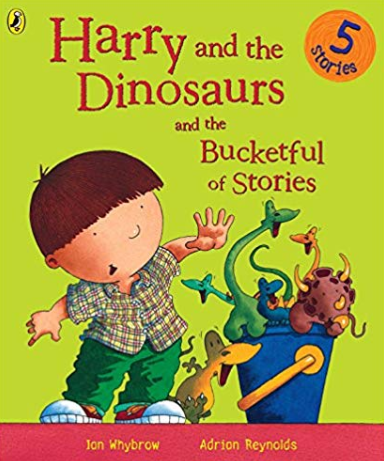 Harry and the
Dinosaurs
and the
Bucketful
of Stories
5
Stories
Ian Whybrow
Adrian Reynolds